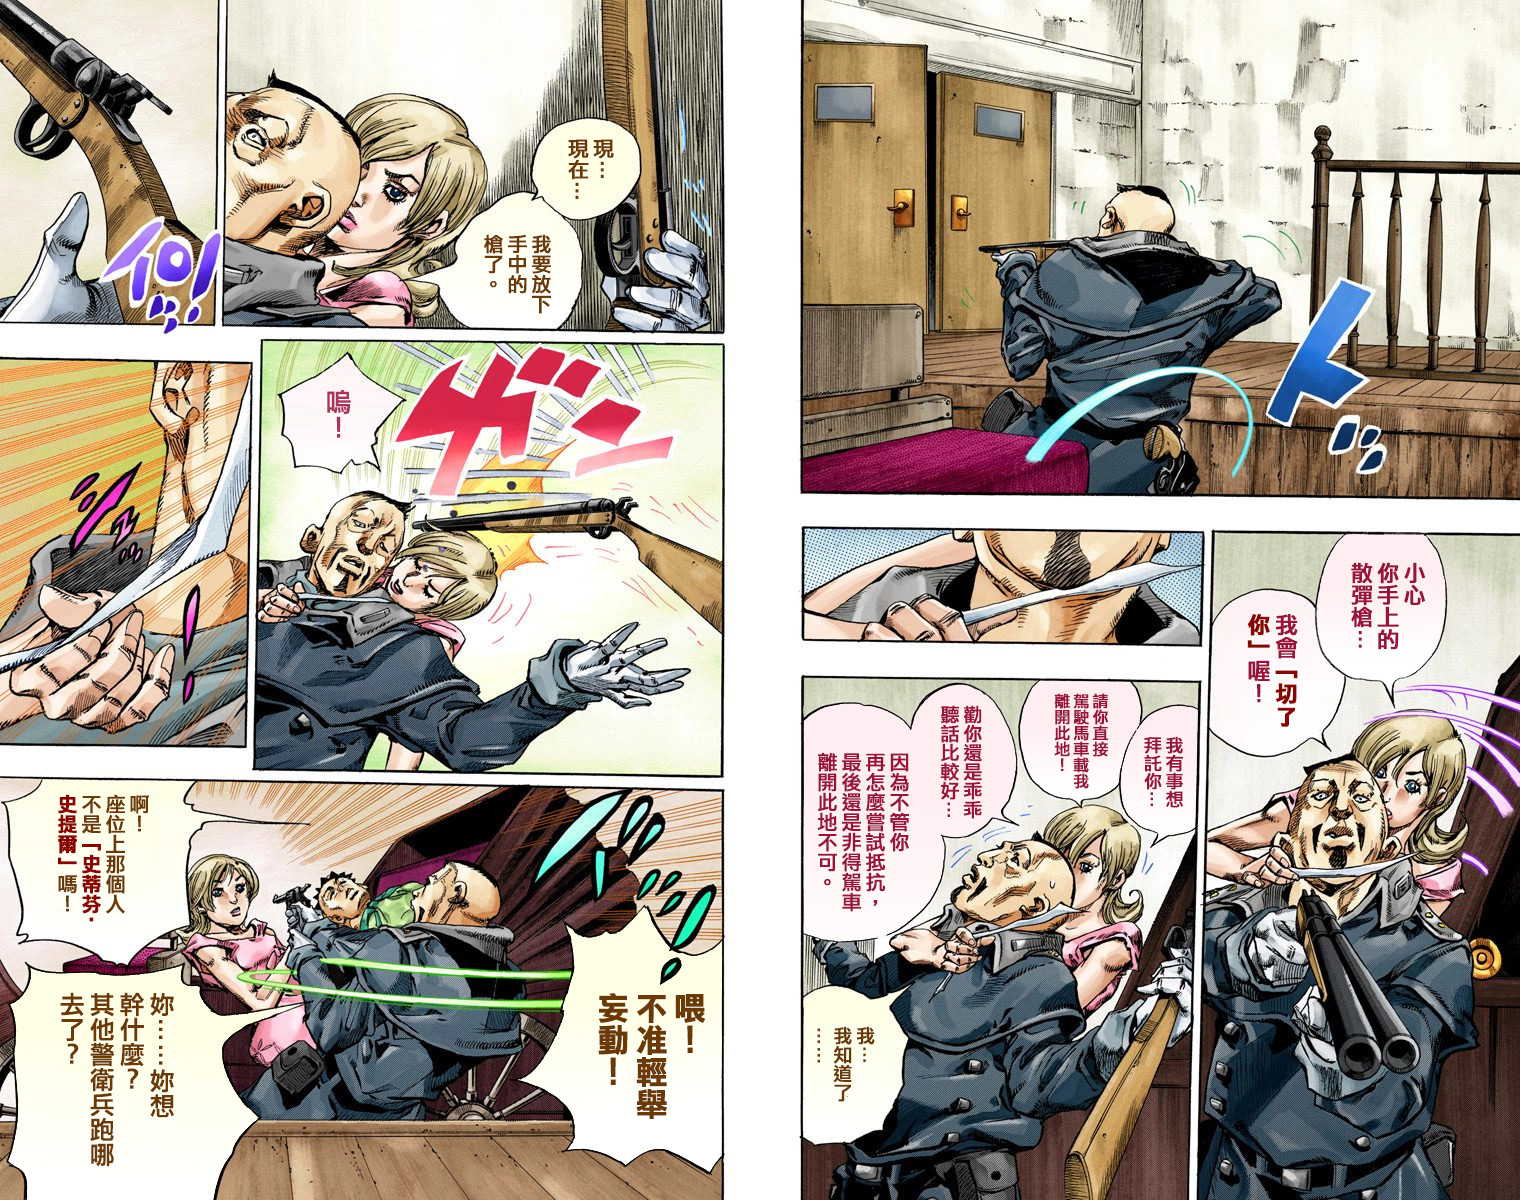 ドッ
小心
你手上的
散彈槍…
我會「切了
你」喔！
我有事想
拜託你…
請你直接
駕駛馬車載我
離開此地！
勸你還是乖乖
聽話比較好…
因為不管你
再怎麼嘗試抵抗，
最後還是非得駕車
離開此地不可。
我…
我知道了
……
現…
現在…
我要放下
手中的
槍了。
ガン
嗚！
喂！
不准輕舉
妄動！
啊！
座位上那個人
不是「史蒂芬·
史提爾」嗎！
妳……妳想
幹什麼？
其他警衛兵跑哪
去了？